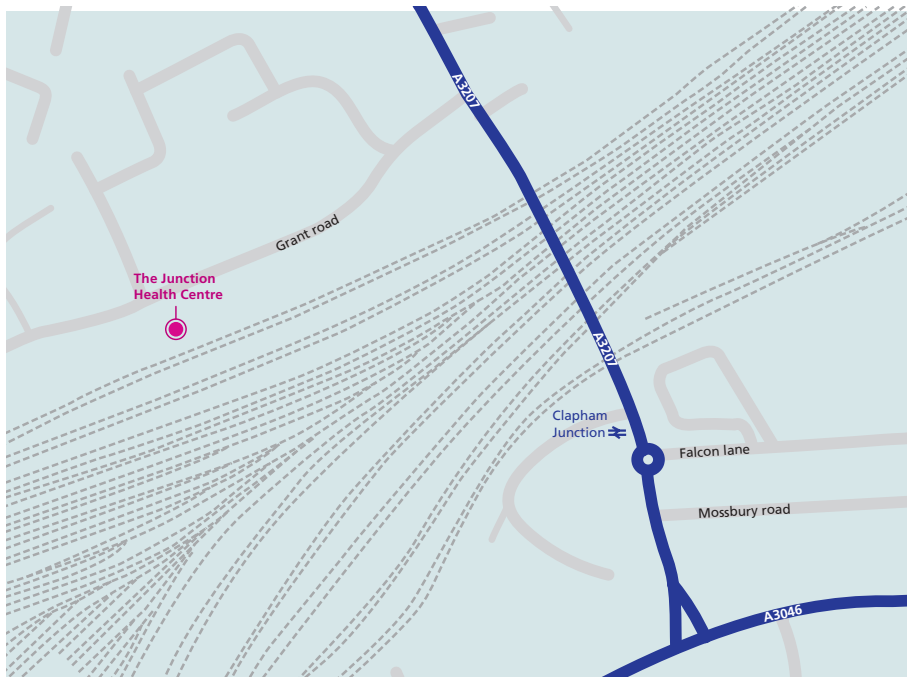 A3207
Grant road
The Junction
Health Centre
A3207
Clapham
Junction
Falcon lane
Mossbury road
A3046